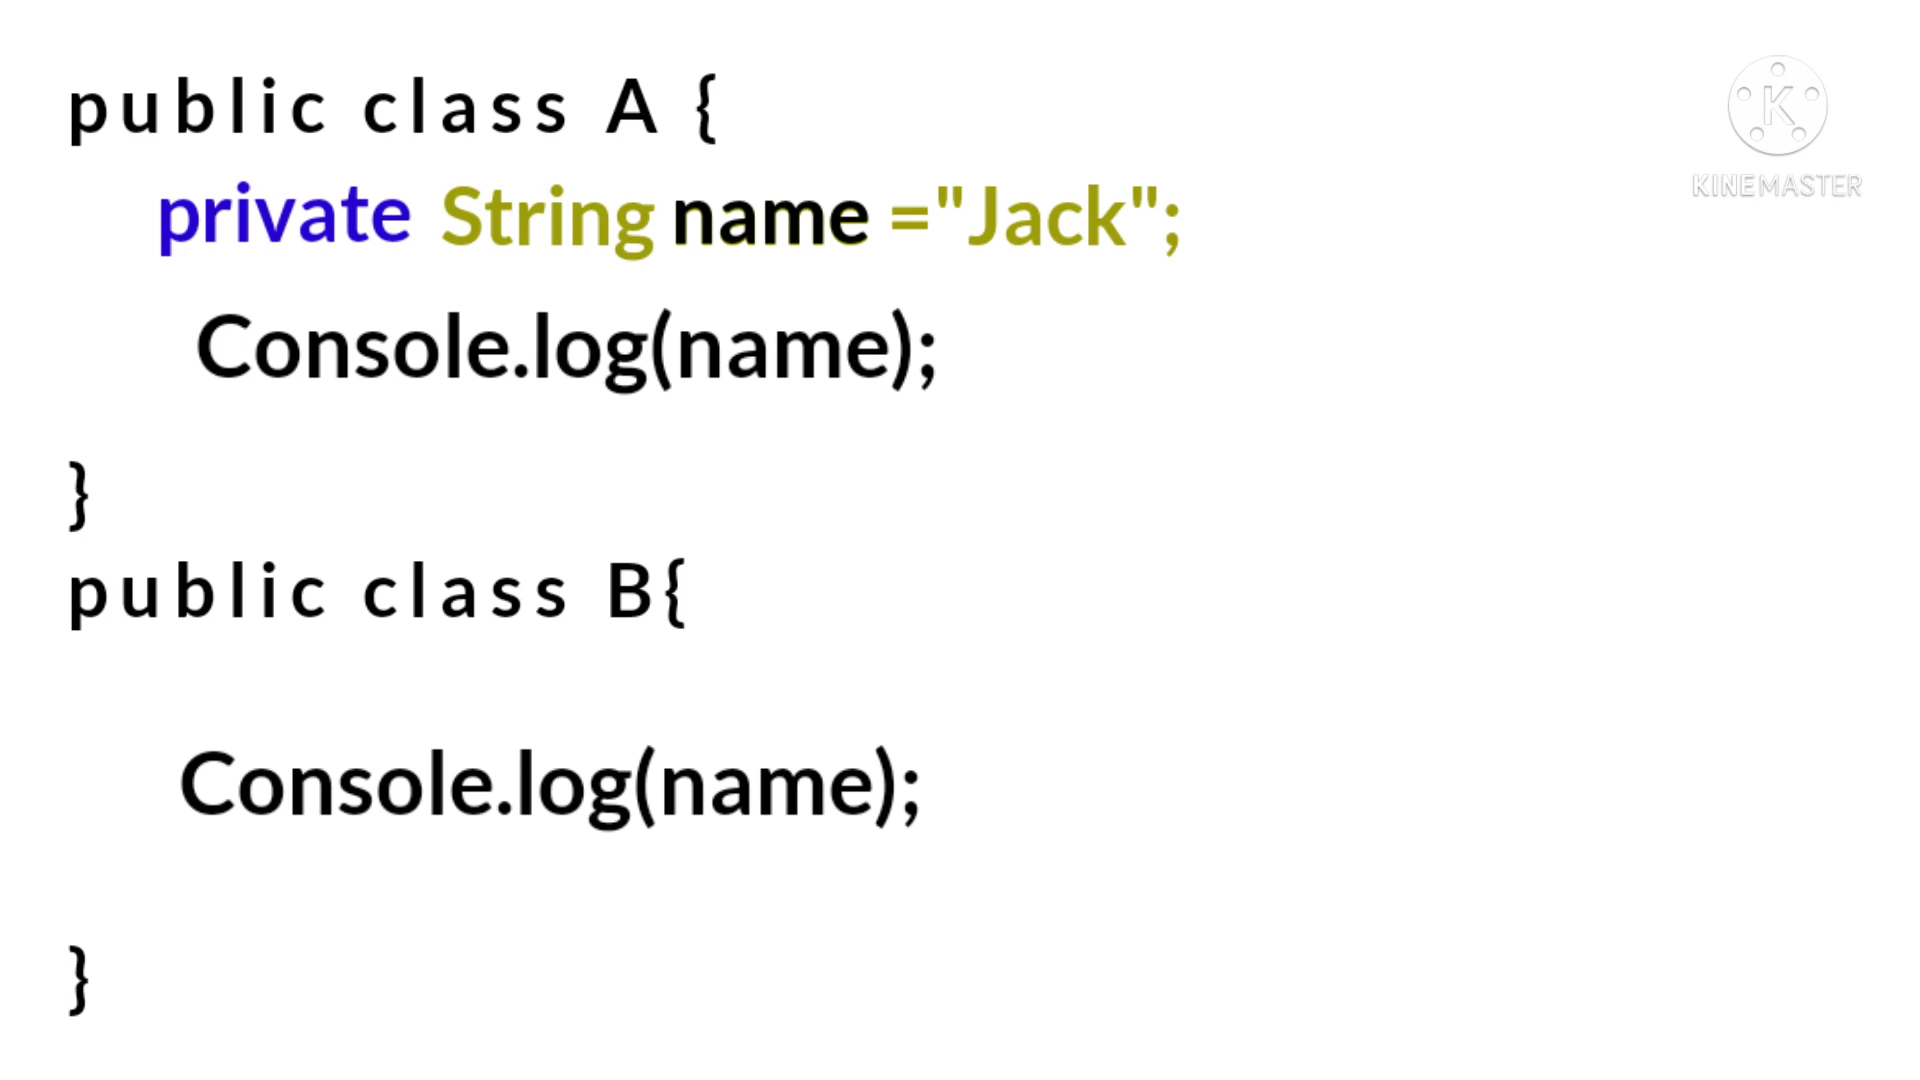 public class A {
private String name ="Jack";
Console.log(name);
}
public class B{
Console.log(name);
}
K
KINEMASTER